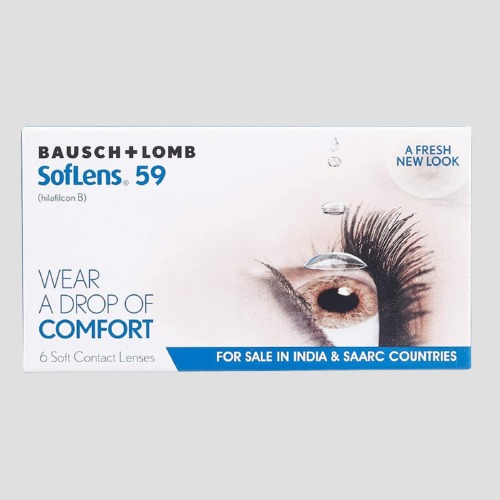 BAUSCH+LOMB
SofLens® 59
(hilafilcon B)
A FRESH
NEW LOOK
WEAR
A DROP OF
COMFORT
6 Soft Contact Lenses
FOR SALE IN INDIA & SAARC COUNTRIES